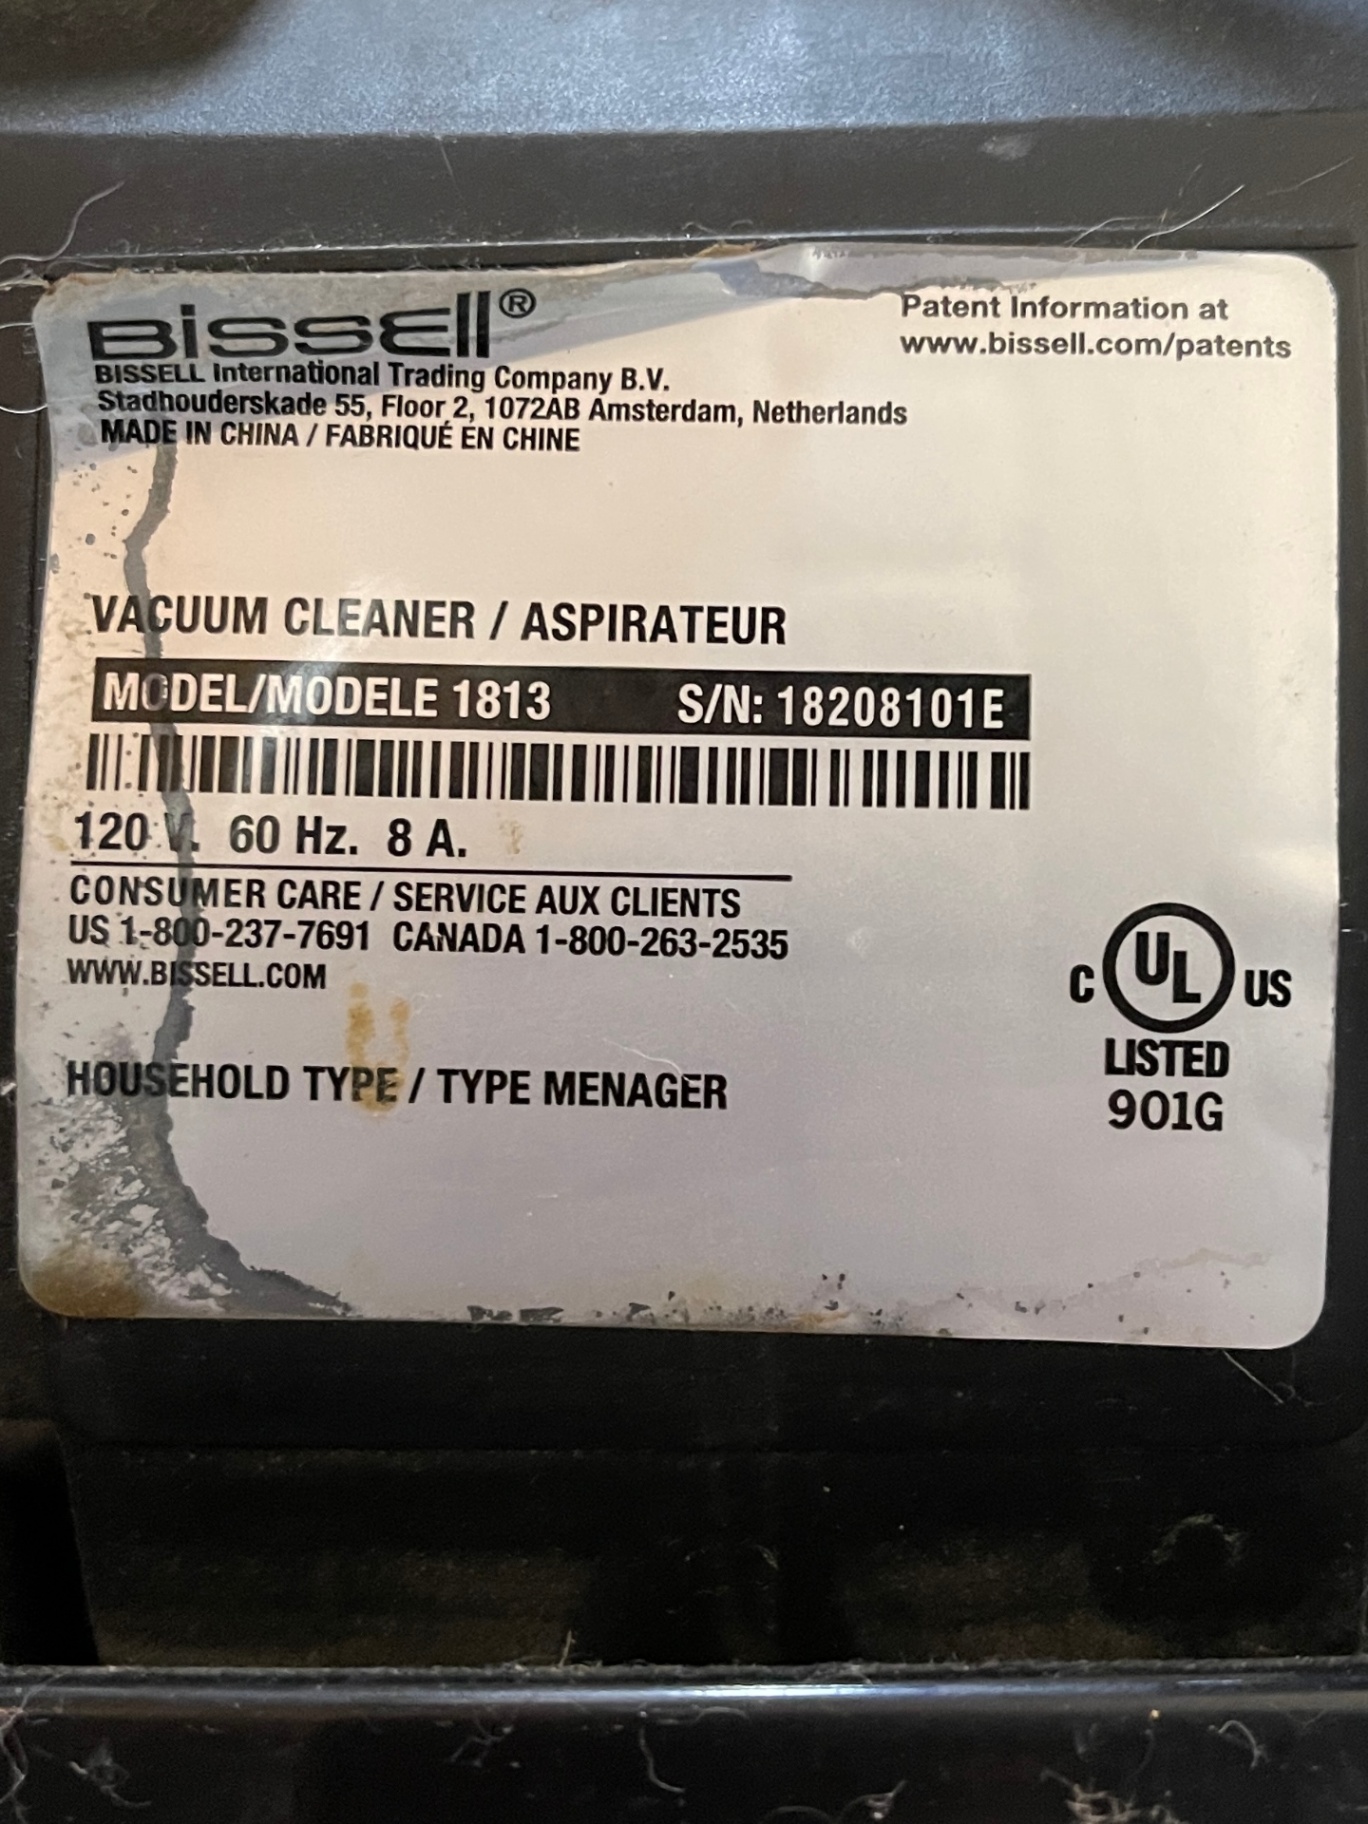 BISSELL®
BISSELL International Trading Company B.V.
Stadhouderskade 55, Floor 2, 1072AB Amsterdam, Netherlands
MADE IN CHINA / FABRIQUÉ EN CHINE
Patent Information at
www.bissell.com/patents
VACUUM CLEANER / ASPIRATEUR
MODEL/MODELE 1813 S/N: 18208101E
120 V. 60 Hz. 8 A.
CONSUMER CARE / SERVICE AUX CLIENTS
US 1-800-237-7691 CANADA 1-800-263-2535
WWW.BISSELL.COM
HOUSEHOLD TYPE / TYPE MENAGER
C UL US
LISTED
901G